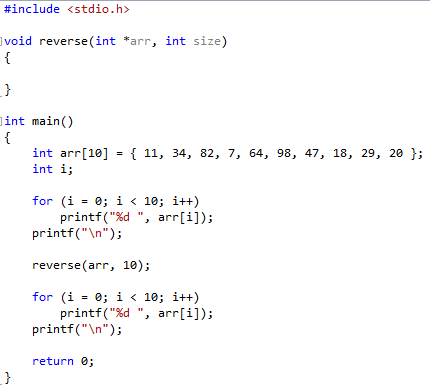 #include <stdio.h>
void reverse(int *arr, int size)
{
}
int main()
{
int arr[10] = { 11, 34, 82, 7, 64, 98, 47, 18, 29, 20 };
int i;
for (i = 0; i < 10; i++)
printf("%d ", arr[i]);
printf("\n");
reverse(arr, 10);
for (i = 0; i < 10; i++)
printf("%d ", arr[i]);
printf("\n");
return 0;
}